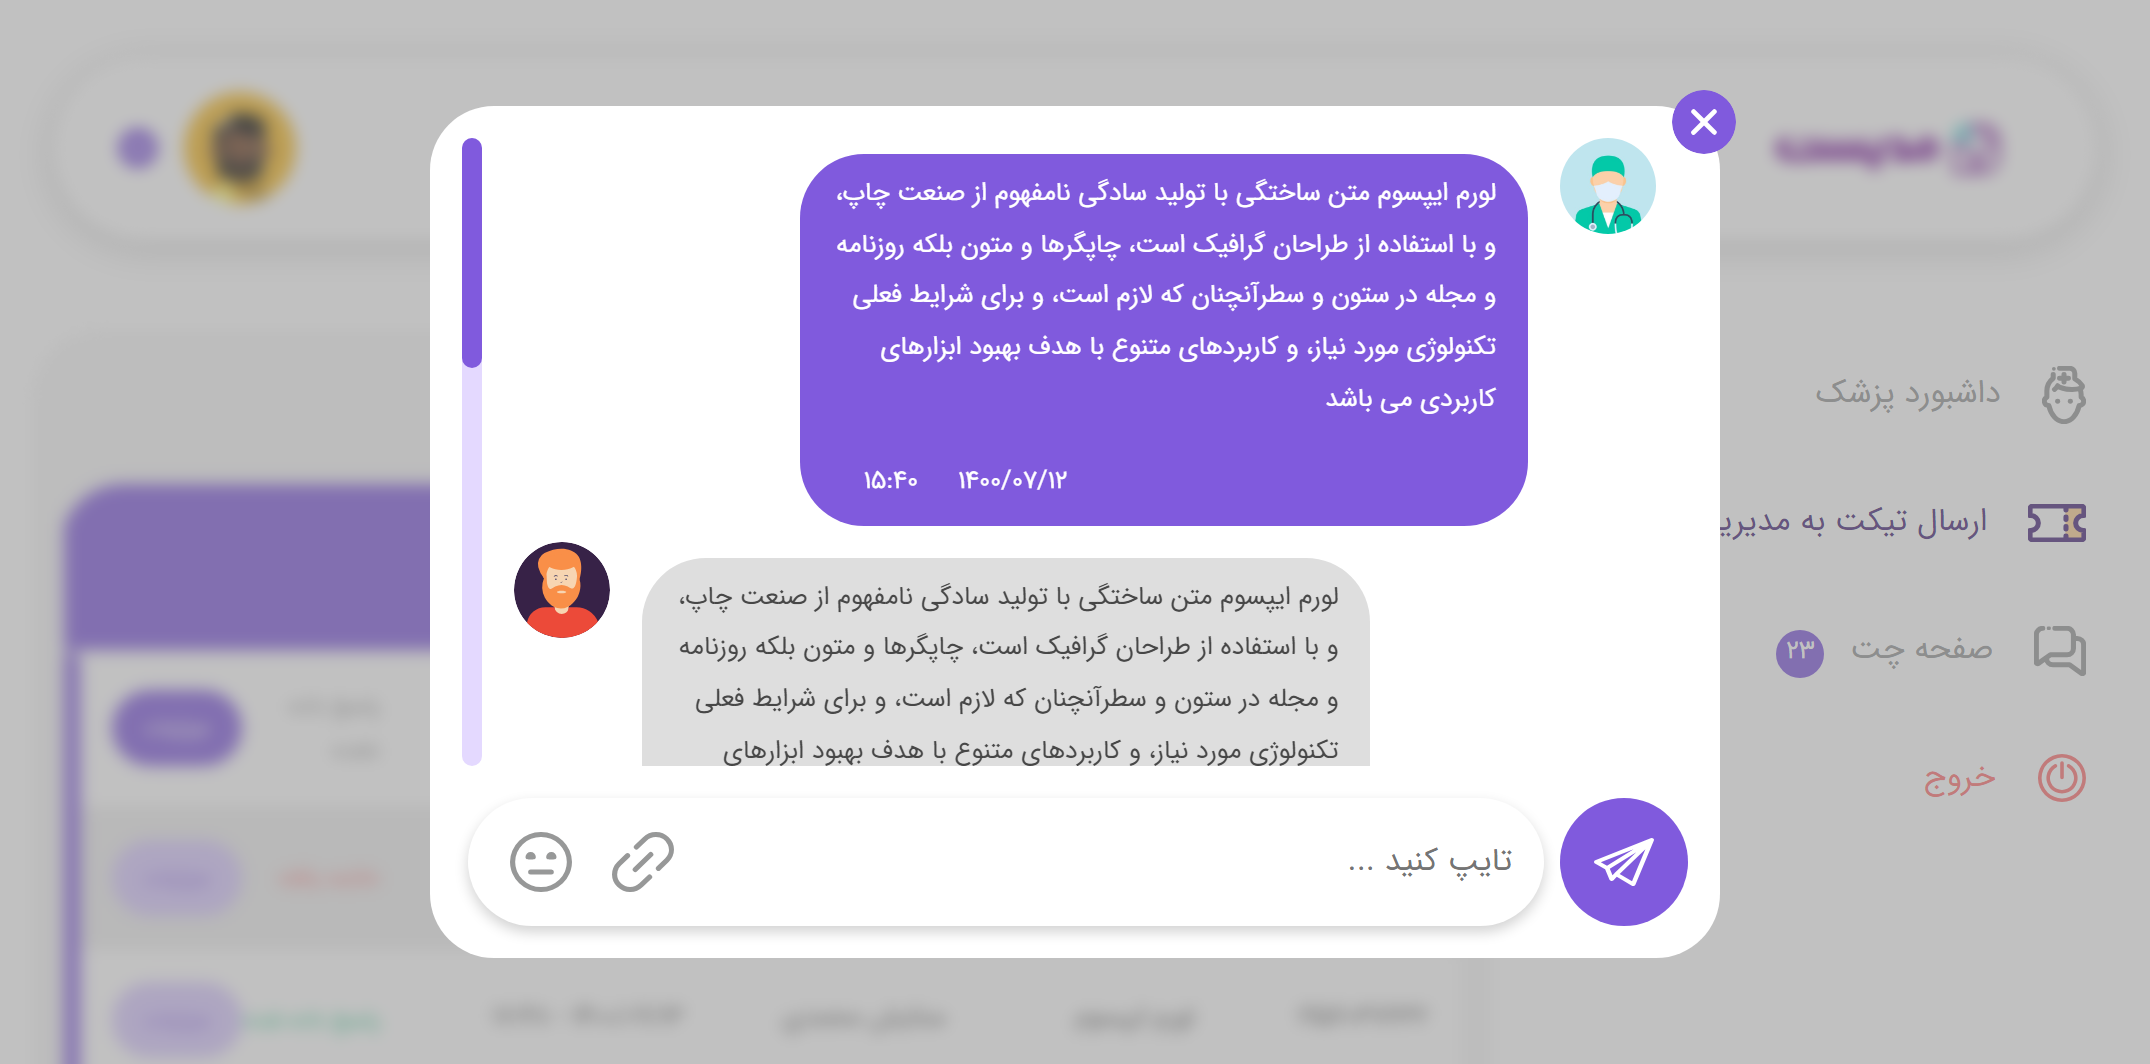 لورم ایپسوم متن ساختگی با تولید سادگی نامفهوم از صنعت چاپ،
و با استفاده از طراحان گرافیک است، چاپگرها و متون بلکه روزنامه
و مجله در ستون و سطرآنچنان که لازم است، و برای شرایط فعلی
تکنولوژی مورد نیاز، و کاربردهای متنوع با هدف بهبود ابزارهای
کاربردی می باشد
۱۴۰۰/۰۷/۱۲ ۱۵:۴۰
لورم ایپسوم متن ساختگی با تولید سادگی نامفهوم از صنعت چاپ،
و با استفاده از طراحان گرافیک است، چاپگرها و متون بلکه روزنامه
و مجله در ستون و سطرآنچنان که لازم است، و برای شرایط فعلی
تکنولوژی مورد نیاز، و کاربردهای متنوع با هدف بهبود ابزارهای
تایپ کنید ...
داشبورد پزشک
ارسال تیکت به
صفحه چت ۲۳
خروج